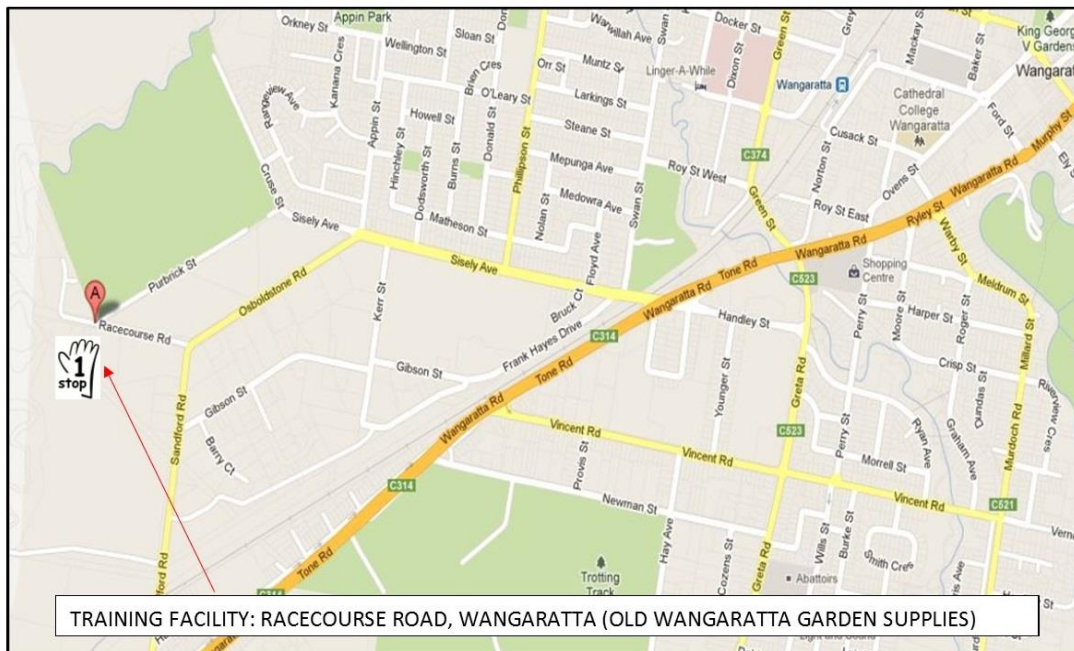 Appin Park
Orkney St
Wellington St
Sloan St
Brien Cres
Kanana Cres
Rangeview Ave
Appin St
O'Leary St
Howell St
Hinchley St
Dodsworth St
Burns St
Donald St
Phillipson St
Orr St
Muntz St
Larkings St
Steane St
Mepunga Ave
Medowra Ave
Nolan St
Swan St
Swan St
Floyd Ave
Matheson St
Cruse St
Sisely Ave
Sisely Ave
Linger-A-While
Docker St
Dixon St
Green St
Wangaratta
Mackay St
Baker St
King George
V Gardens
Cathedral
College
Wangaratta
Cusack St
Norton St
Ovens St
Ford St
Ely St
Murphy St
Wangaratta Rd
Ryley St
C374
Roy St West
Green St
Roy St East
Wangaratta Rd
Tone Rd
Wangaratta Rd
C523
Shopping
Centre
Warby St
Meldrum St
Perry St
Moore St
Harper St
Roger St
Millard St
Crisp St
Riverview Cres
Dundas St
Graham Ave
Ryan Ave
Murdoch Rd
Handley St
Younger St
Greta Rd
C523
Perry St
Morrell St
Vincent Rd
Vincent Rd
Vincent Rd
C521
A
Purbrick St
Racecourse Rd
Osboldstone Rd
1
stop
Kerr St
Bruck Ct
Frank Hayes Drive
C314
Tone Rd
Gibson St
Gibson St
Barry Ct
Sandford Rd
Wangaratta Rd
C314
Tone Rd
Provis St
Newman St
Hay Ave
Cozens St
Greta Rd
Wills St
Burke St
Smith Cres
Abattoirs
Trotting
Track
TRAINING FACILITY: RACECOURSE ROAD, WANGARATTA (OLD WANGARATTA GARDEN SUPPLIES)